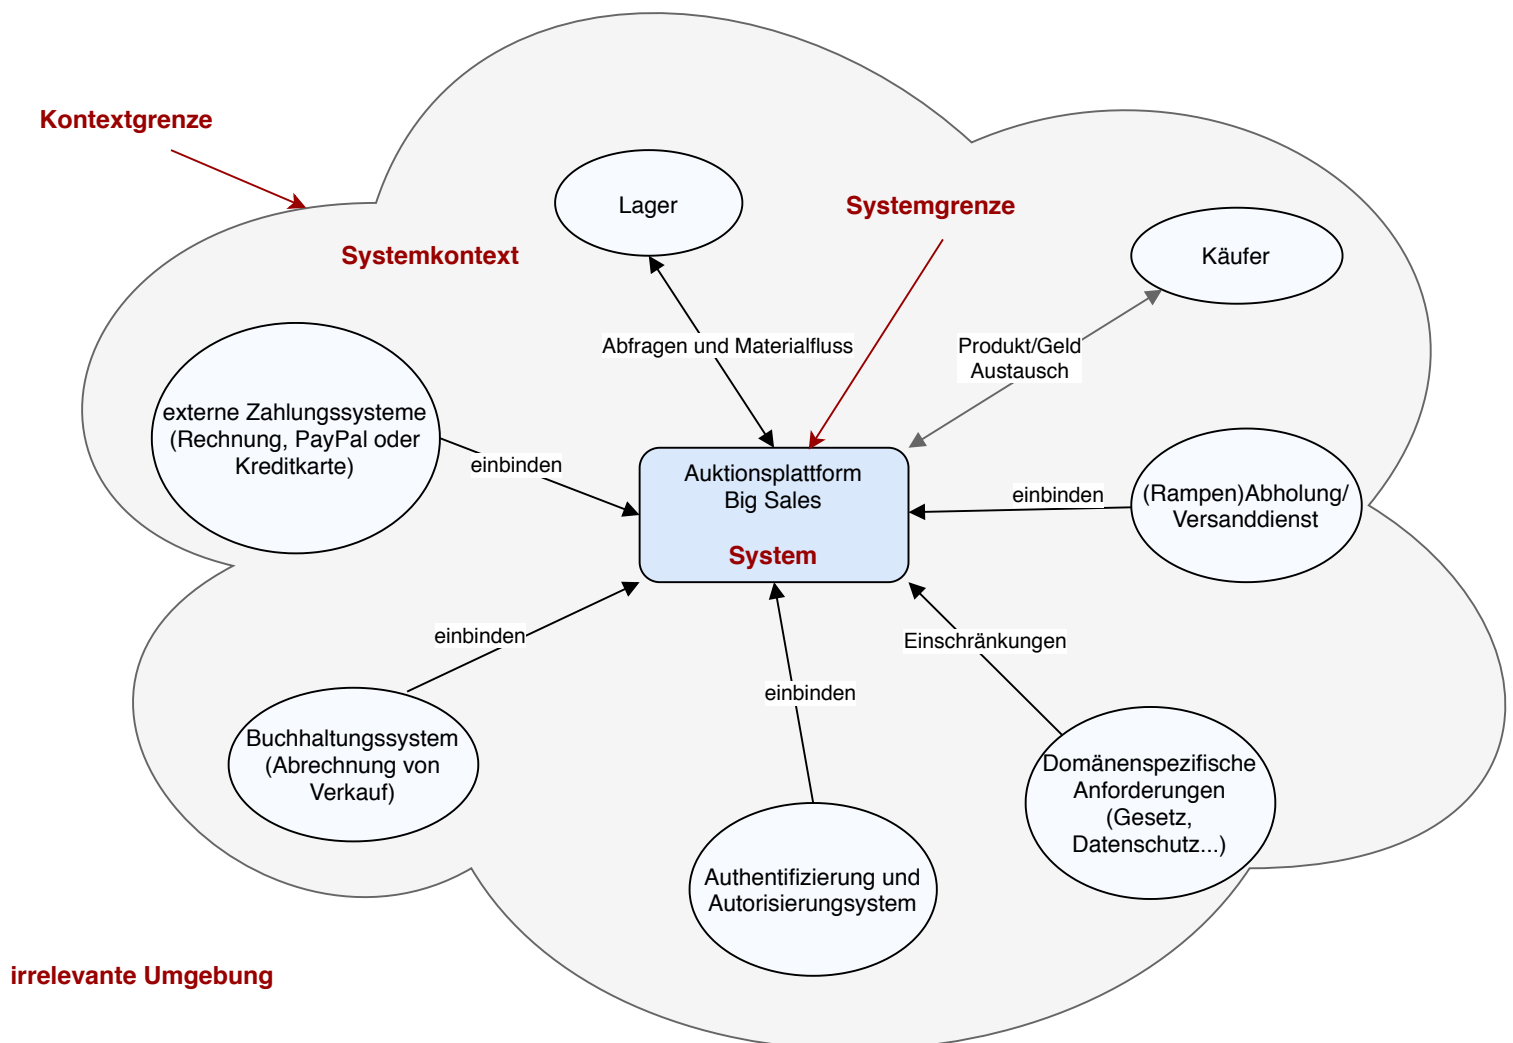 Kontextgrenze
Lager
Systemgrenze
Systemkontext
Käufer
Abfragen und Materialfluss
Produkt/Geld
Austausch
externe Zahlungssysteme
(Rechnung, PayPal oder
Kreditkarte)
einbinden
Auktionsplattform
Big Sales
System
einbinden
(Rampen)Abholung/
Versanddienst
einbinden
Einschränkungen
einbinden
Buchhaltungssystem
(Abrechnung von
Verkauf)
Domänenspezifische
Anforderungen
(Gesetz,
Datenschutz...)
Authentifizierung und
Autorisierungsystem
irrelevante Umgebung